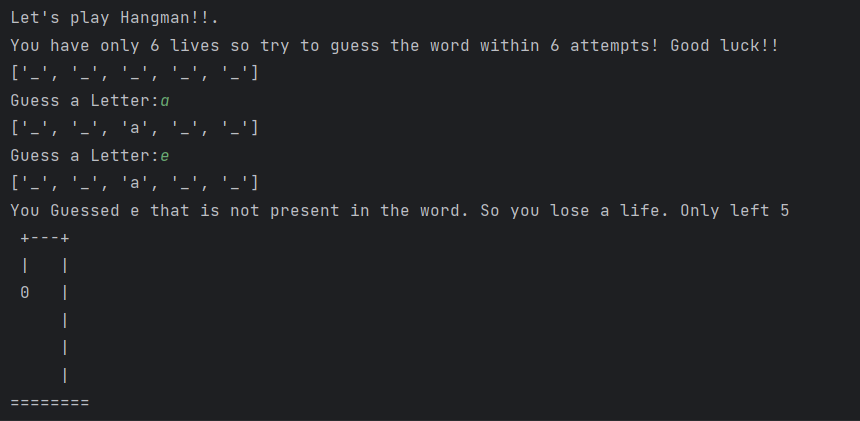 Let's play Hangman!!.
You have only 6 lives so try to guess the word within 6 attempts! Good luck!!
['_', '_', '_', '_', '_']
Guess a Letter:a
['_', '_', 'a', '_', '_']
Guess a Letter:e
['_', '_', 'a', '_', '_']
You Guessed e that is not present in the word. So you lose a life. Only left 5
 +---+
 |   |
 0   |
     |
     |
     |
========